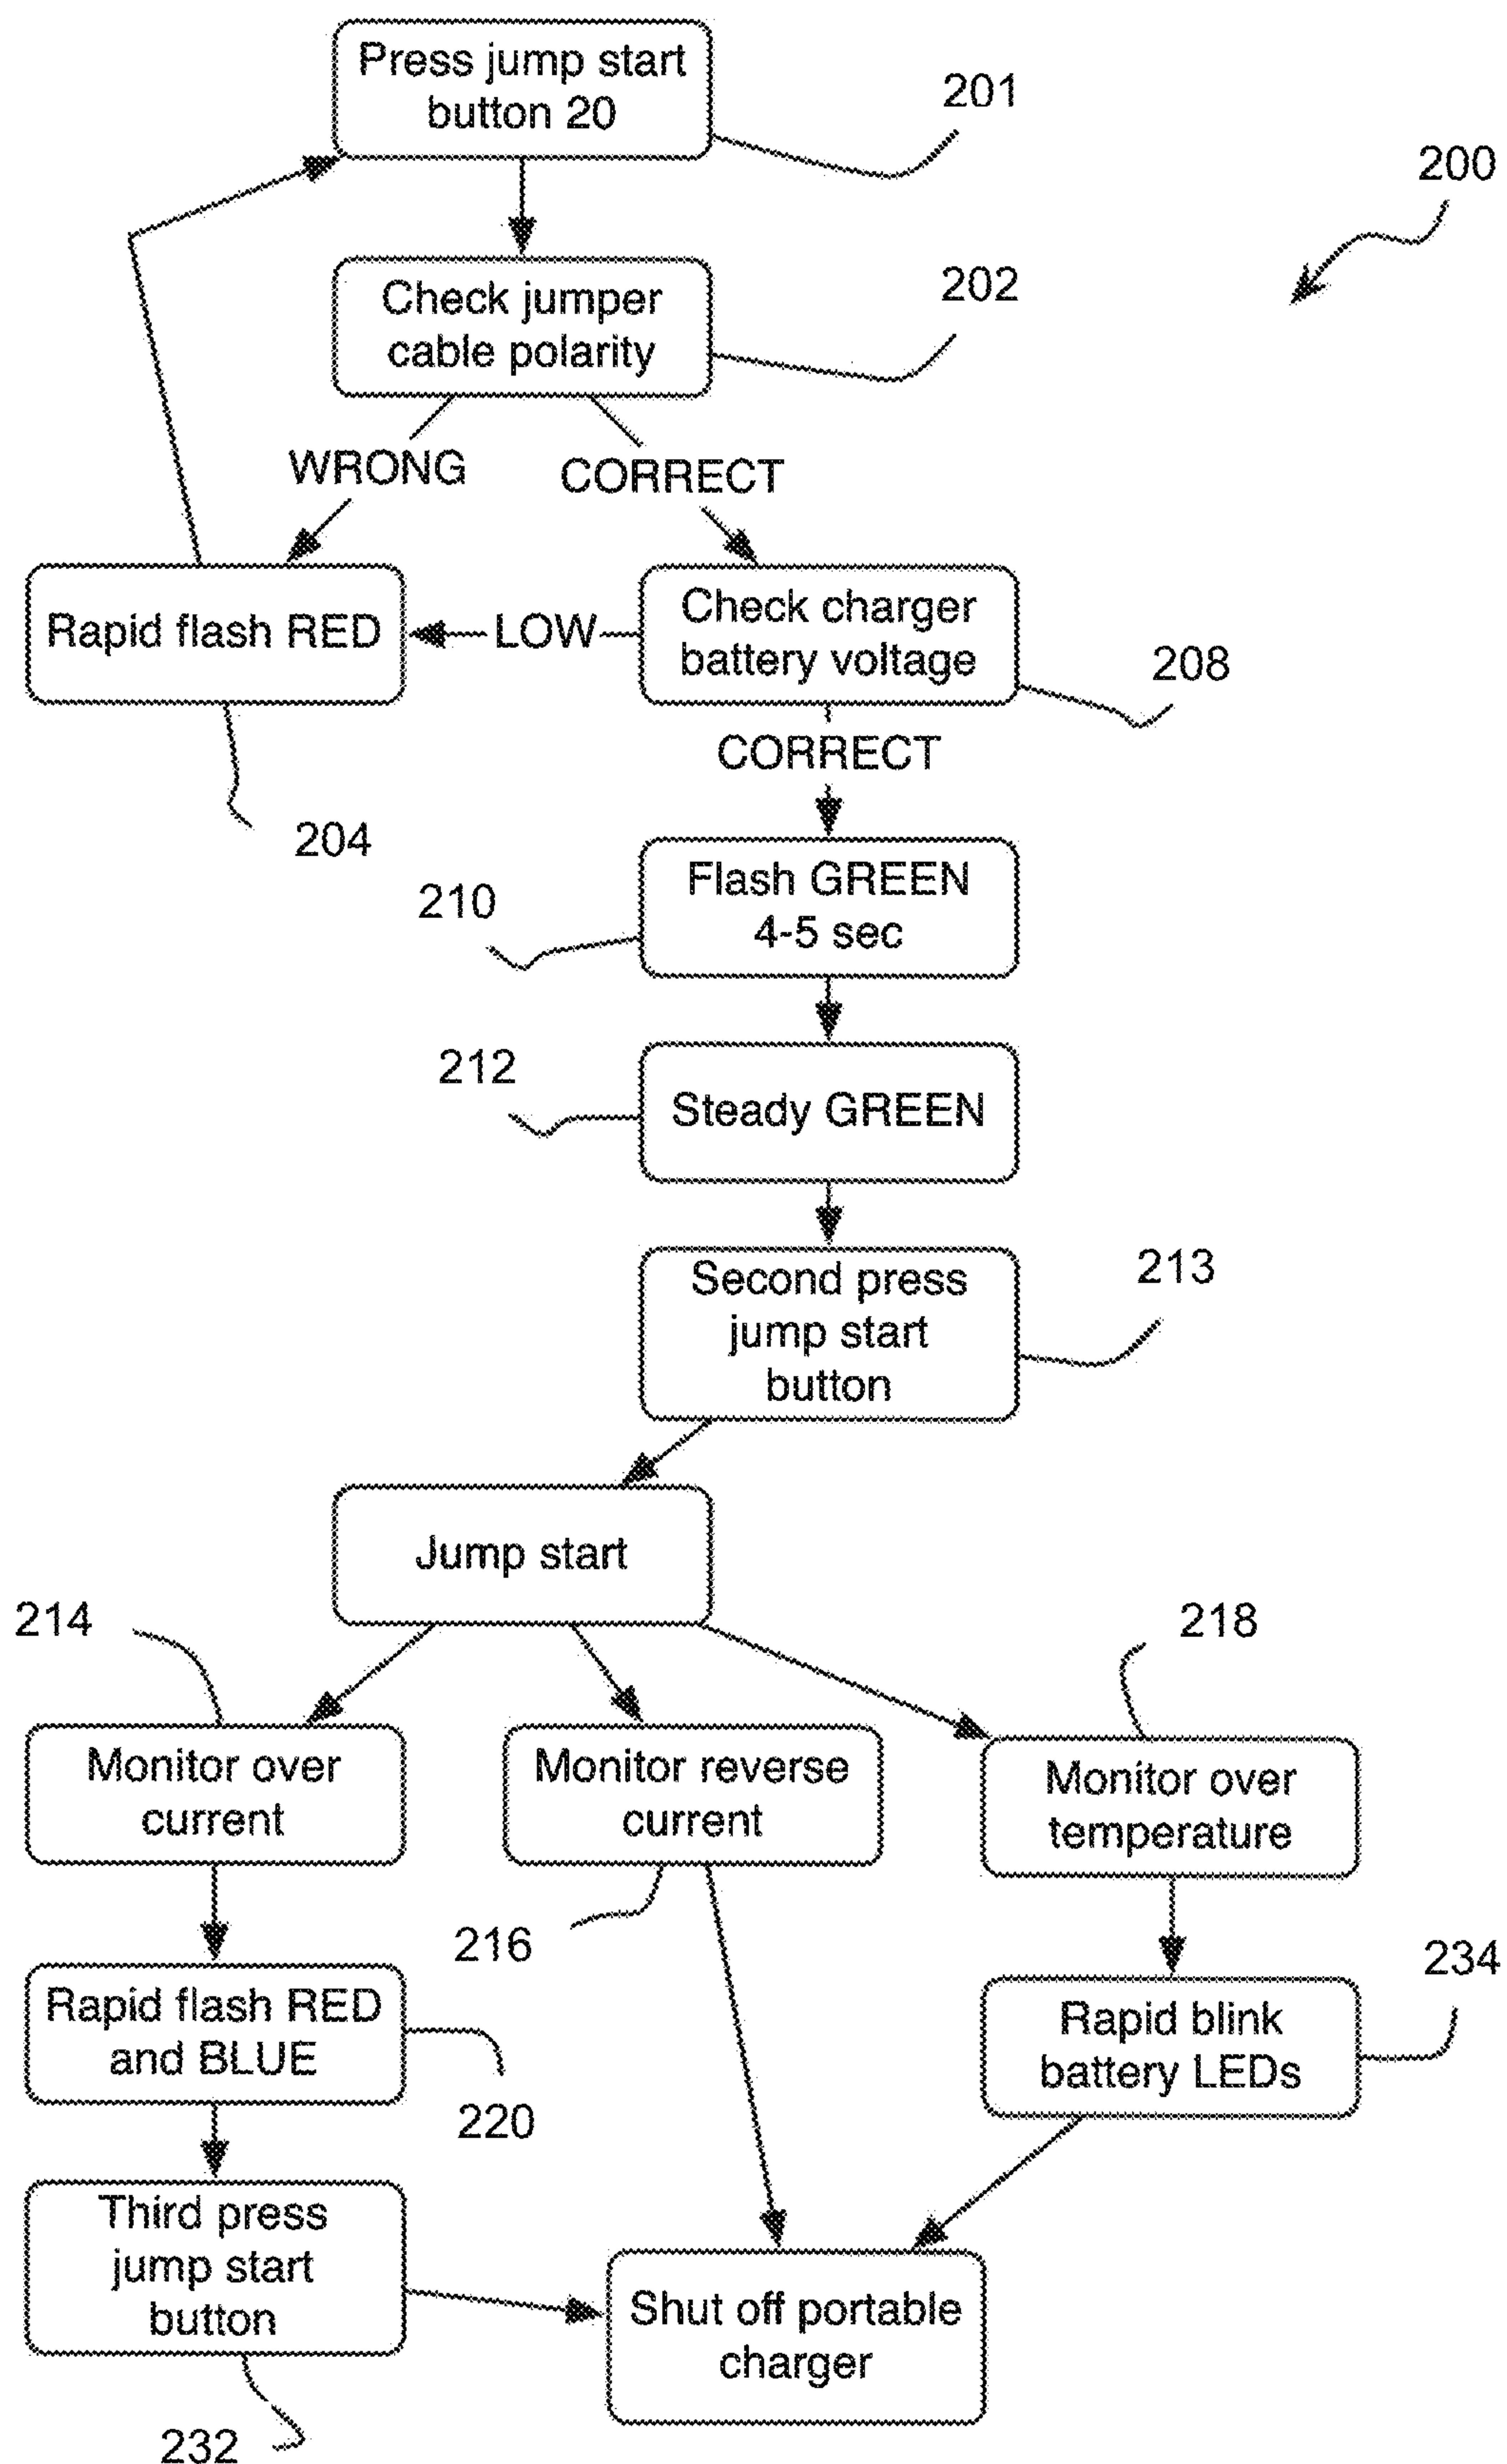 Press jump start
button 20
201
200
Check jumper
cable polarity
202
WRONG
CORRECT
Rapid flash RED
LOW
Check charger
battery voltage
208
204
CORRECT
Flash GREEN
4-5 sec
210
212
Steady GREEN
Second press
jump start
button
213
Jump start
214
218
Monitor over
current
Monitor reverse
current
Monitor over
temperature
216
234
Rapid flash RED
and BLUE
Rapid blink
battery LEDs
220
Third press
jump start
button
Shut off portable
charger
232